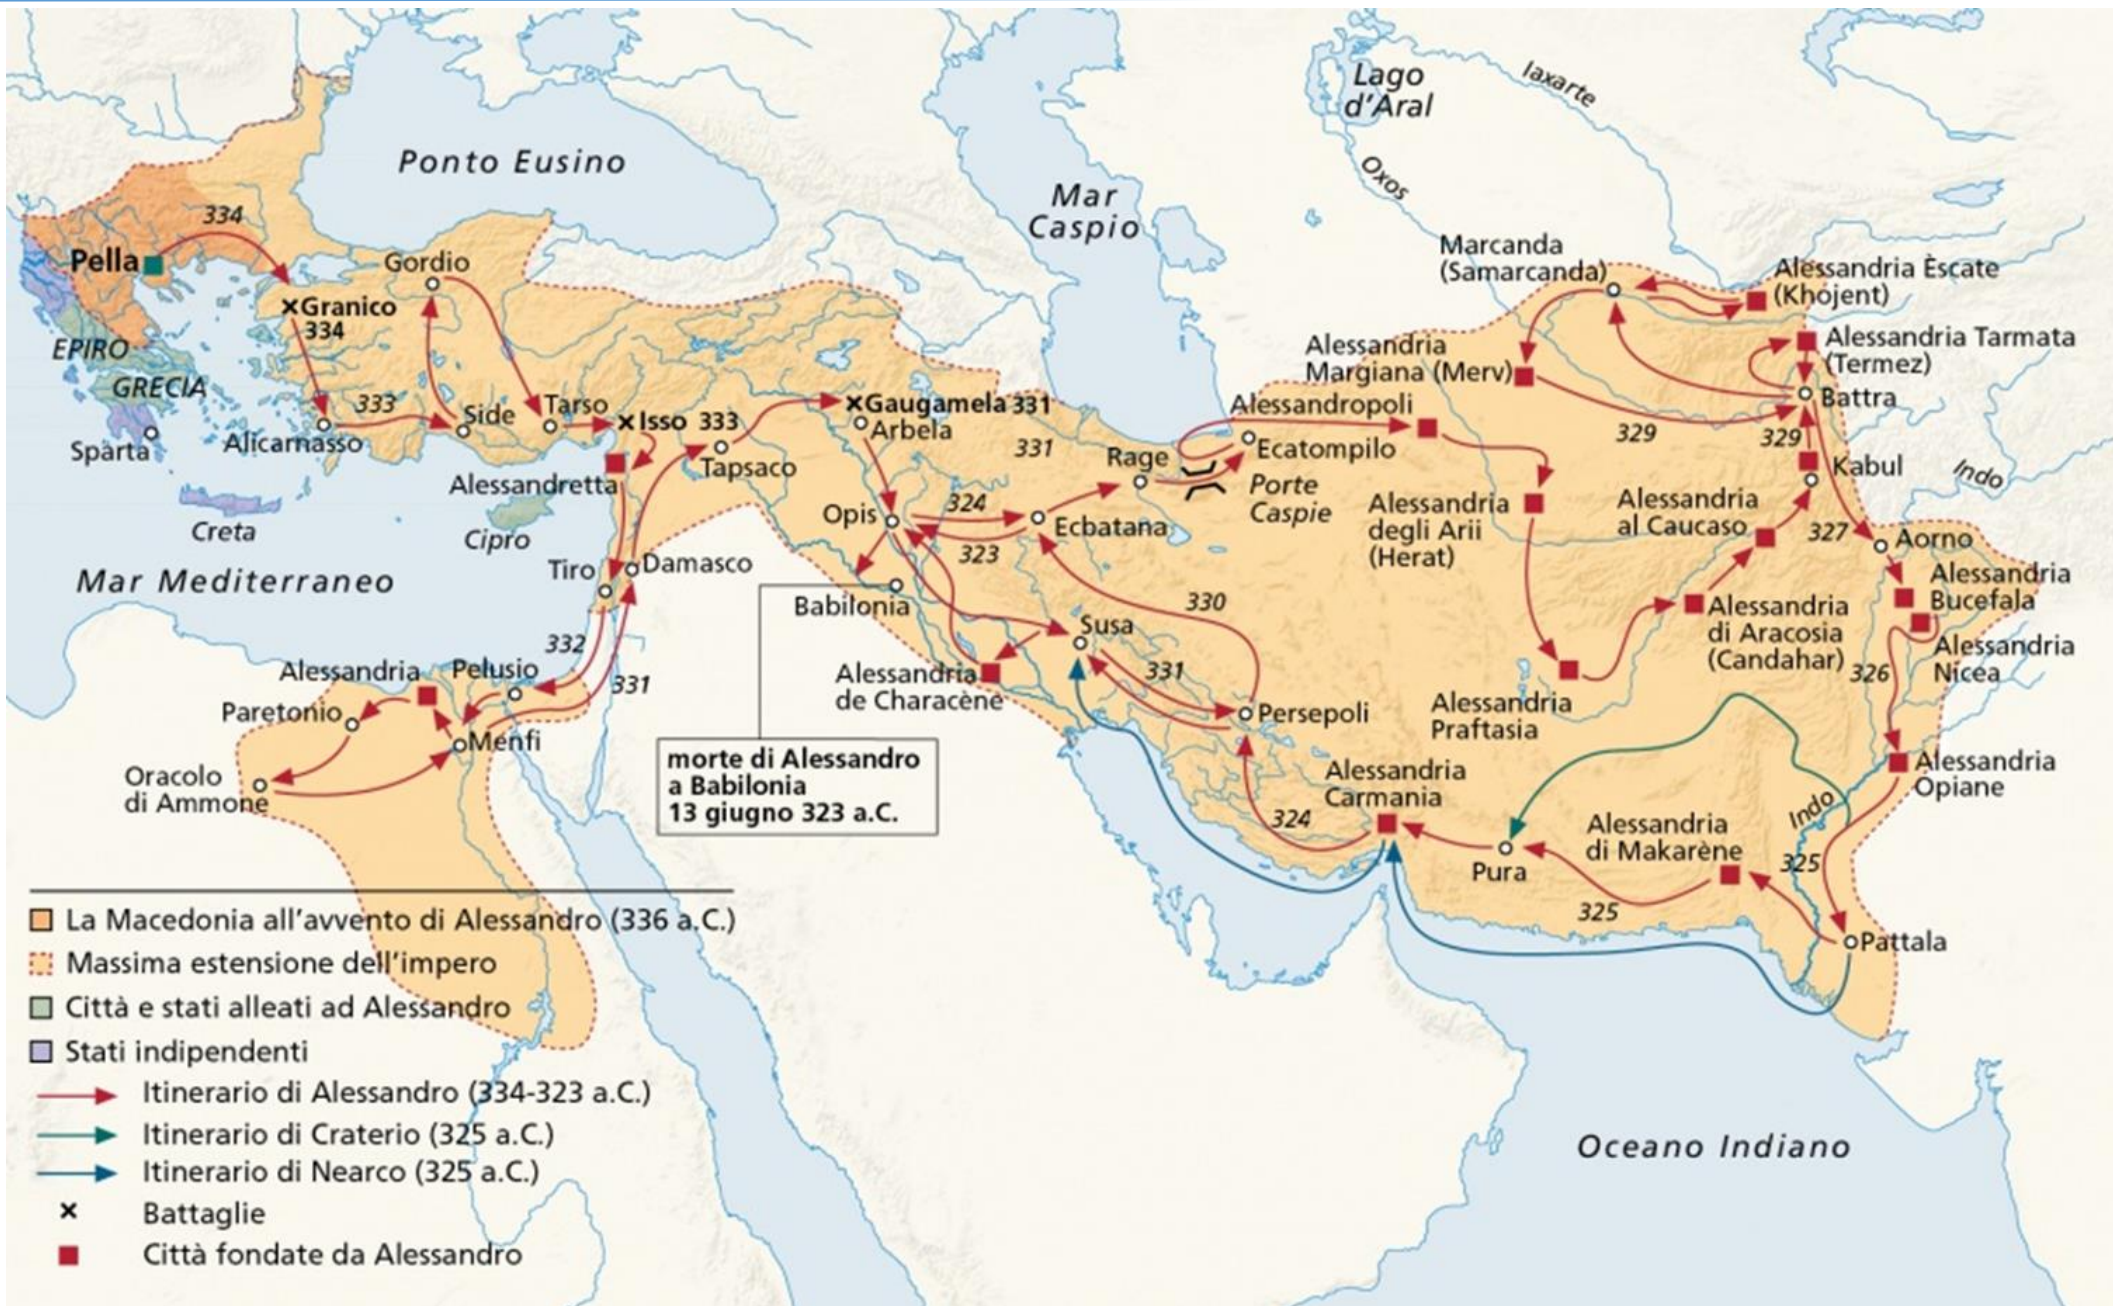 Ponto Eusino
Mar
Caspio
Lago
d'Aral
Iaxarte
Oxos
334
Pella
Granico
334
Gordio
EPIRO
GRECIA
Sparta
Alicarnasso
333
Side
Tarso
Isso 333
Alessandretta
Tapsaco
Creta
Cipro
Mar Mediterraneo
Tiro
Damasco
332
331
Alessandria
Pelusio
Paretonio
Menfi
Oracolo
di Ammone
Gaugamela 331
Arbela
331
Opis
324
323
Ecbatana
Babilonia
Rage
Ecatompilo
Porte
Caspie
Alessandropoli
Susa
330
331
Alessandria
de Characène
Persepoli
morte di Alessandro
a Babilonia
13 giugno 323 a.C.
Marcanda
(Samarcanda)
Alessandria Èscate
(Khojent)
Alessandria
Margiana (Merv)
Alessandria Tarmata
(Termez)
Battra
329
329
Kabul
Indo
Alessandria
degli Arii
(Herat)
Alessandria
al Caucaso
327
Aorno
Alessandria
Bucefala
Alessandria
di Aracosia
(Candahar)
Alessandria
Nicea
326
Alessandria
Praftasia
Alessandria
Opiane
Alessandria
Carmania
324
Indo
Alessandria
di Makarène
Pura
325
325
Pattala
Oceano Indiano
La Macedonia all'avvento di Alessandro (336 a.C.)
Massima estensione dell'impero
Città e stati alleati ad Alessandro
Stati indipendenti
Itinerario di Alessandro (334-323 a.C.)
Itinerario di Craterio (325 a.C.)
Itinerario di Nearco (325 a.C.)
Battaglie
Città fondate da Alessandro